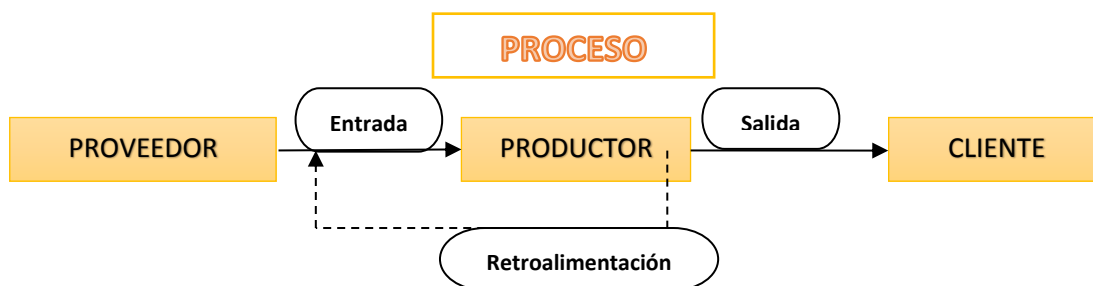 PROCESO
Entrada
Salida
PROVEEDOR
PRODUCTOR
CLIENTE
Retroalimentación